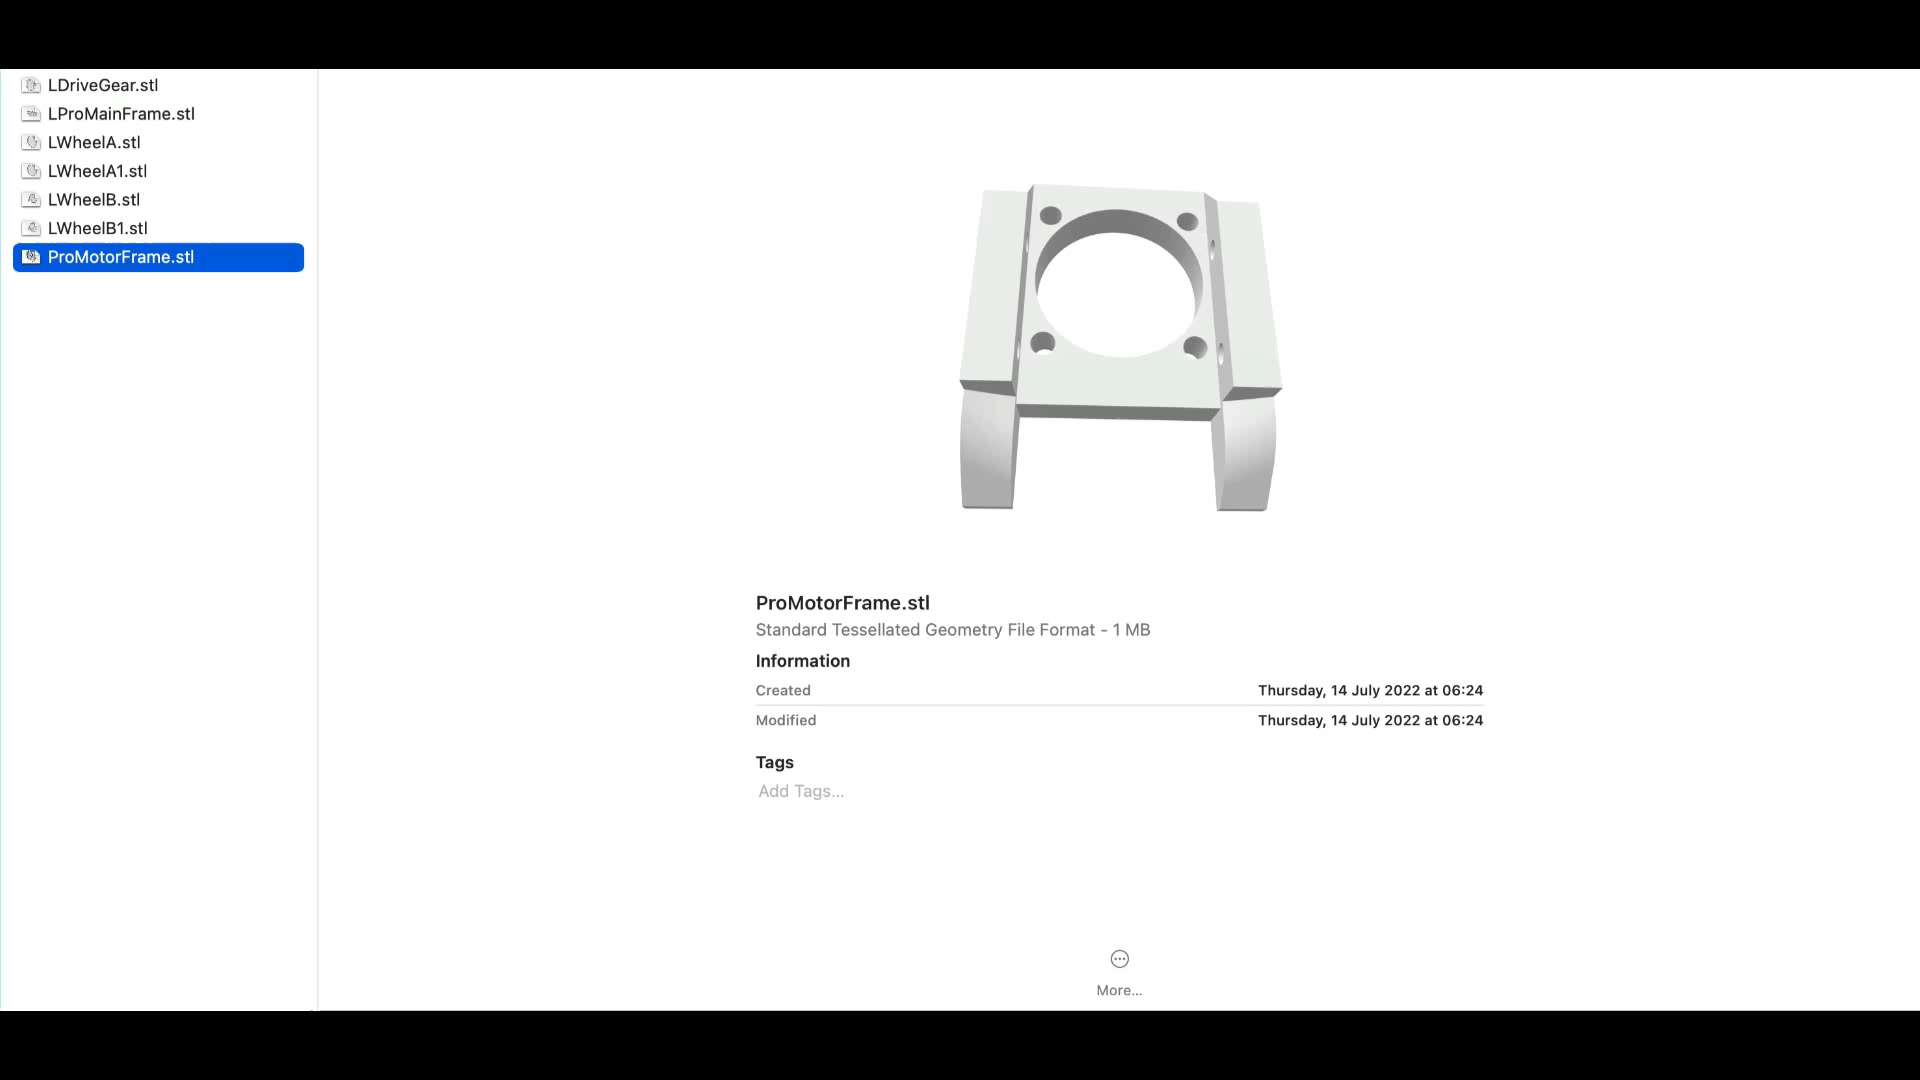 LDriveGear.stl
LProMainFrame.stl
LWheelA.stl
LWheelA1.stl
LWheelB.stl
LWheelB1.stl
ProMotorFrame.stl
ProMotorFrame.stl
Standard Tessellated Geometry File Format - 1 MB
Information
Created Thursday, 14 July 2022 at 06:24
Modified Thursday, 14 July 2022 at 06:24
Tags
Add Tags...
More...